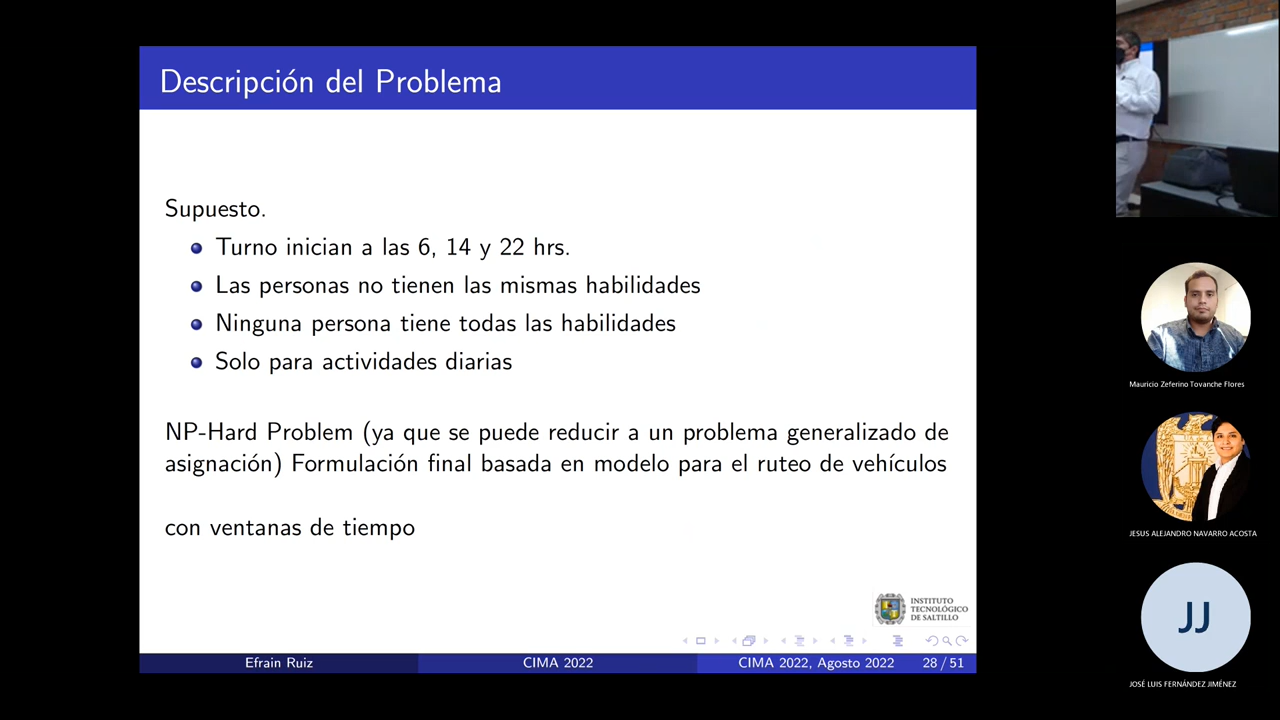 Descripción del Problema
Supuesto.
Turno inician a las 6, 14 y 22 hrs.
Las personas no tienen las mismas habilidades
Ninguna persona tiene todas las habilidades
Solo para actividades diarias
NP-Hard Problem (ya que se puede reducir a un problema generalizado de
asignación) Formulación final basada en modelo para el ruteo de vehículos
con ventanas de tiempo
INSTITUTO
TECNOLÓGICO
DE SALTILLO
Efrain Ruiz
CIMA 2022
CIMA 2022, Agosto 2022
28 / 51
Mauricio Zeferino Tovanche Flores
JESUS ALEJANDRO NAVARRO ACOSTA
JJ
JOSÉ LUIS FERNÁNDEZ JIMÉNEZ